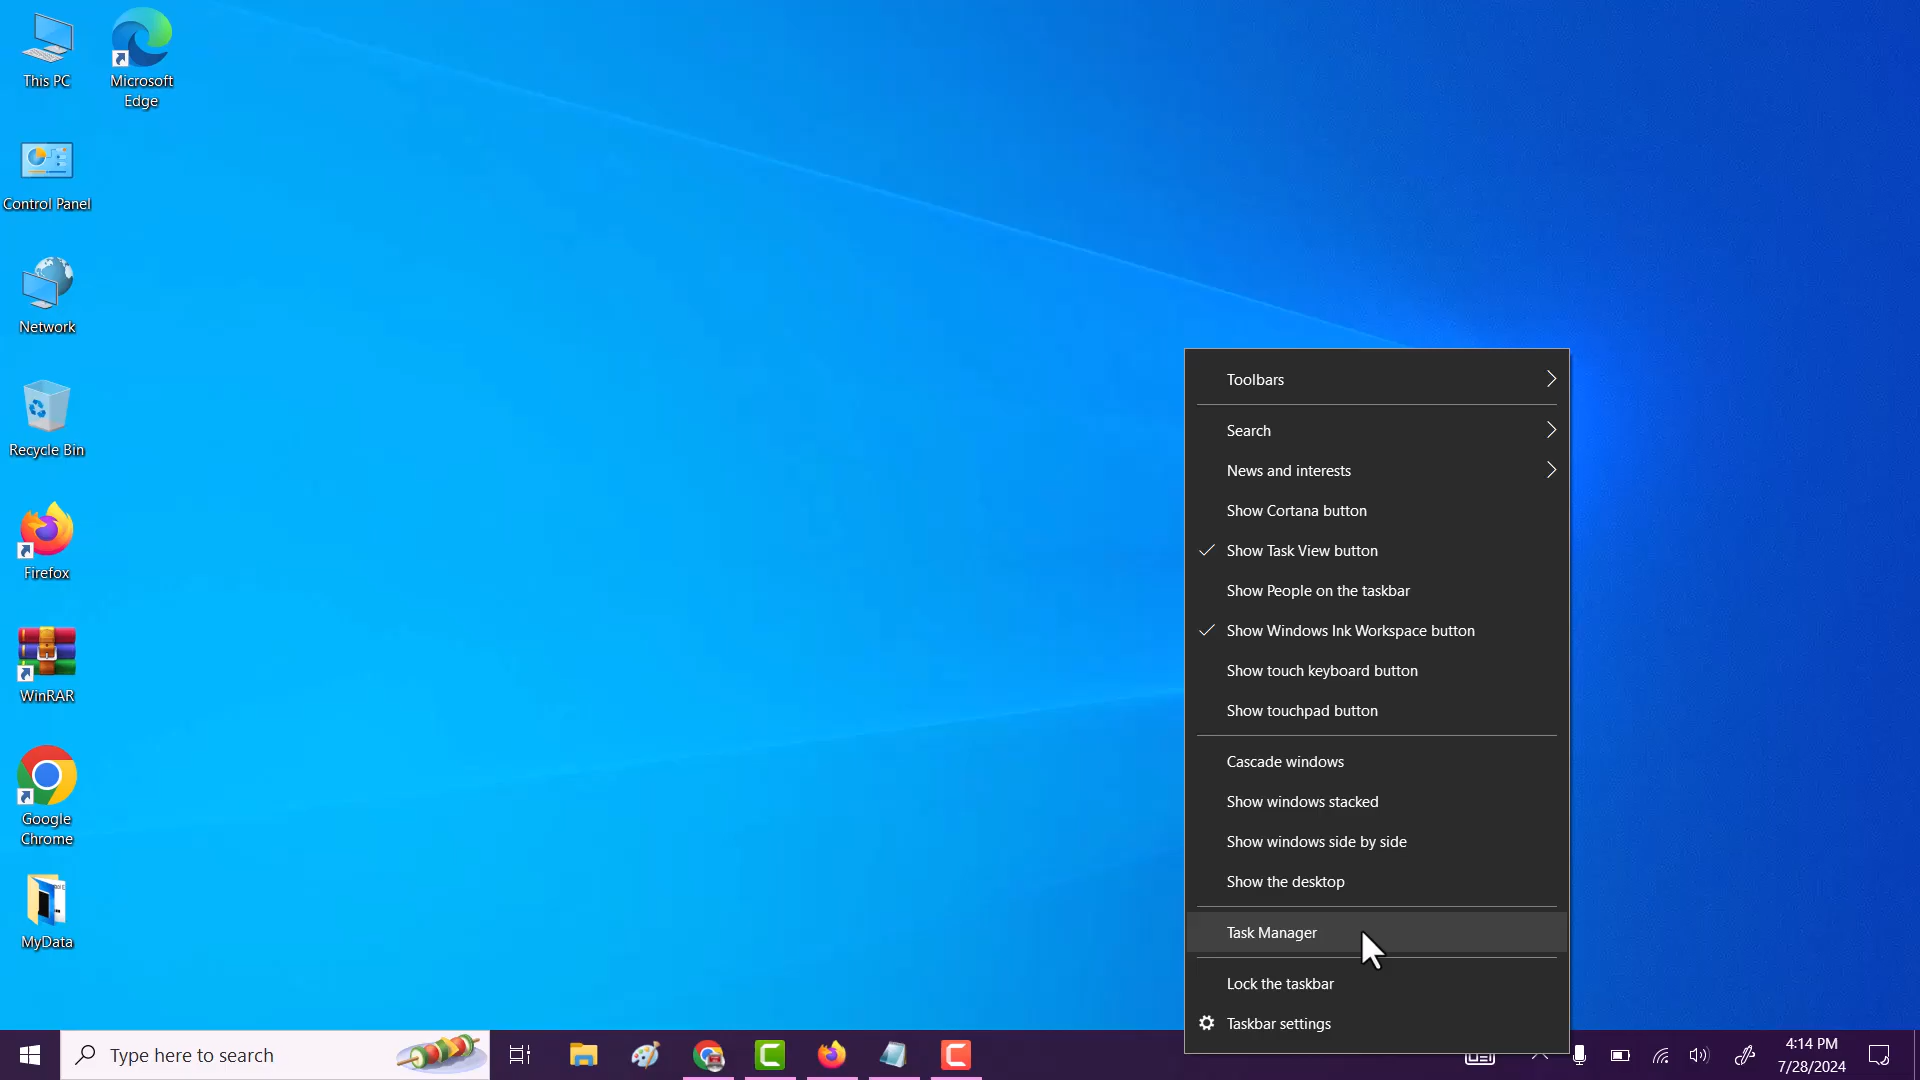 This PC
Microsoft
Edge
Control Panel
Network
Recycle Bin
Firefox
WinRAR
Google
Chrome
MyData
Toolbars
Search
News and interests
Show Cortana button
Show Task View button
Show People on the taskbar
Show Windows Ink Workspace button
Show touch keyboard button
Show touchpad button
Cascade windows
Show windows stacked
Show windows side by side
Show the desktop
Task Manager
Lock the taskbar
Taskbar settings
Type here to search
4:14 PM
7/28/2024